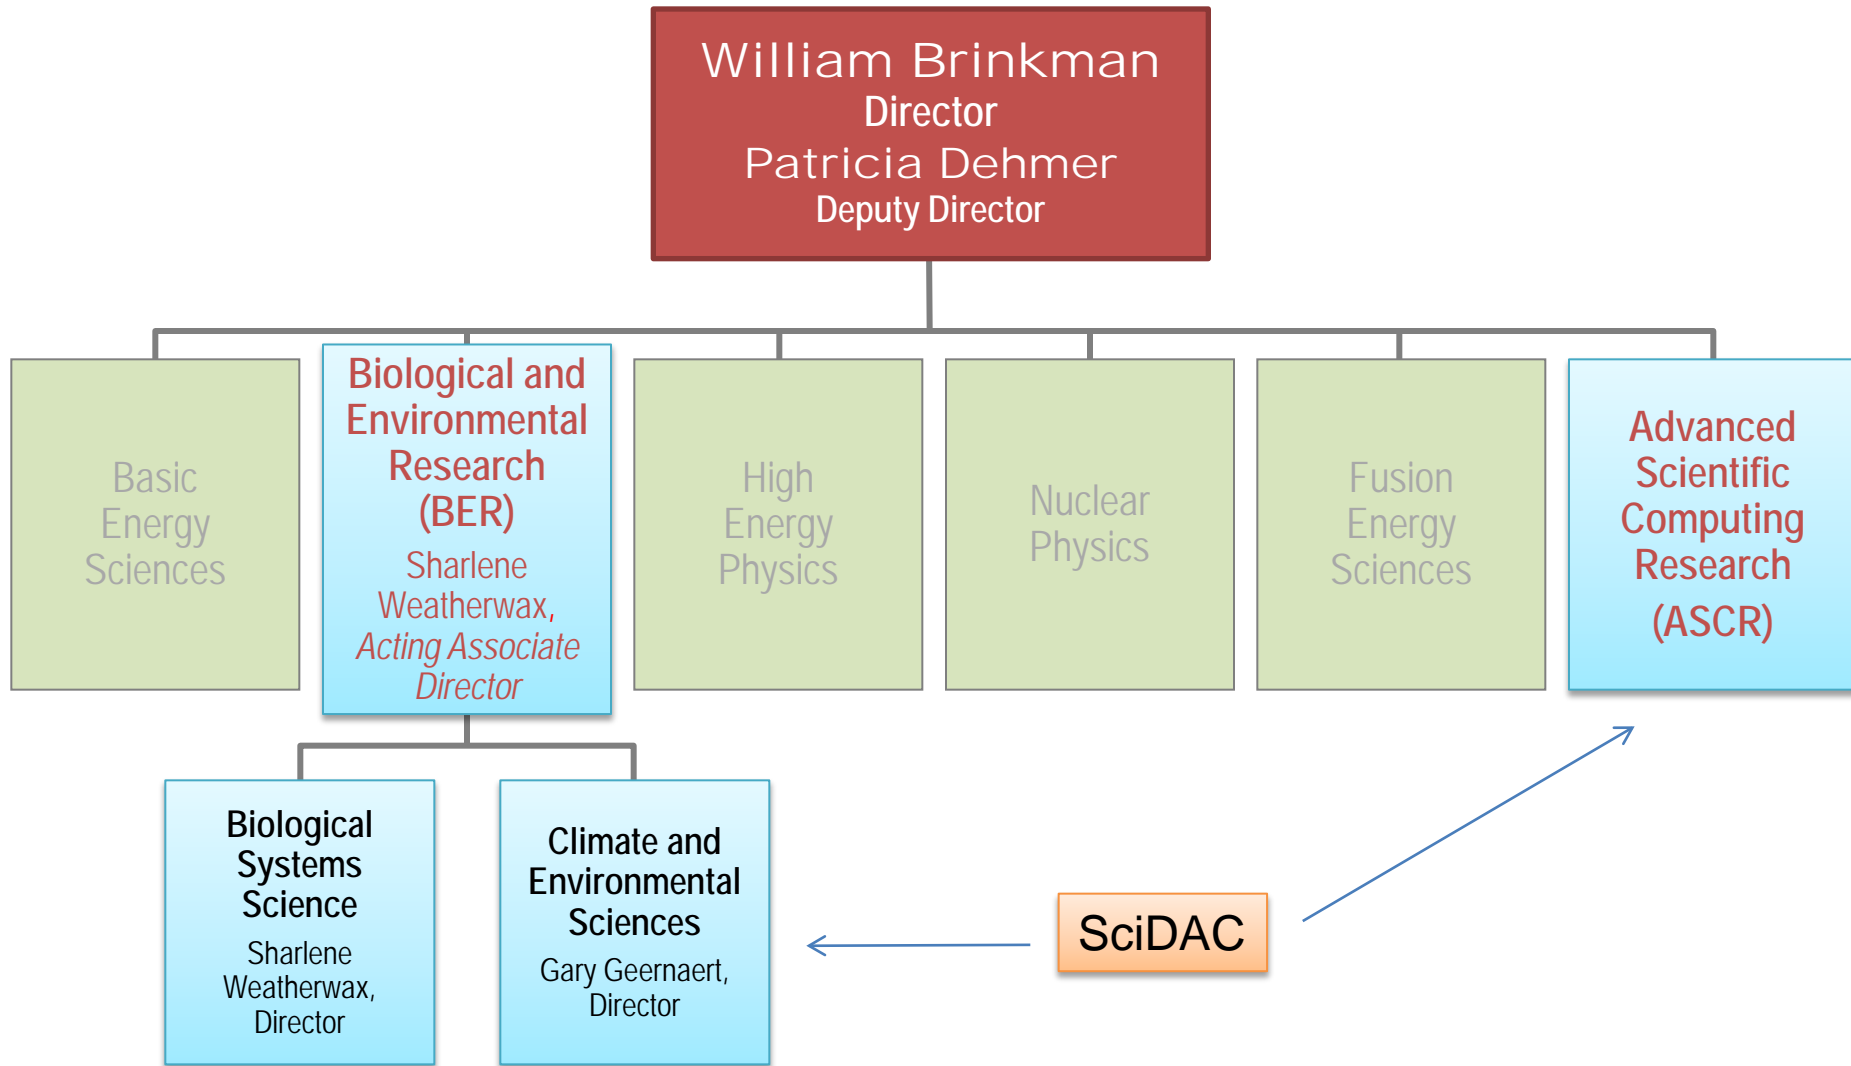 William Brinkman
Director
Patricia Dehmer
Deputy Director
Basic
Energy
Sciences
Biological and
Environmental
Research
(BER)
Sharlene
Weatherwax,
Acting Associate
Director
High
Energy
Physics
Nuclear
Physics
Fusion
Energy
Sciences
Advanced
Scientific
Computing
Research
(ASCR)
Biological
Systems
Science
Sharlene
Weatherwax,
Director
Climate and
Environmental
Sciences
Gary Geernaert,
Director
SciDAC